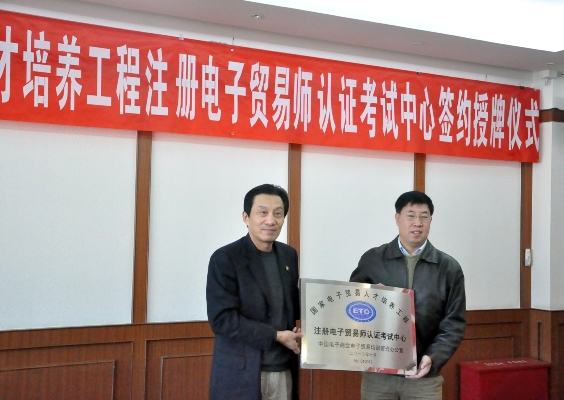 才培养工程注册电子贸易师认证考试中心签约授牌仪式
国家电子贸易人才培养工程
ETD
注册电子贸易师认证考试中心